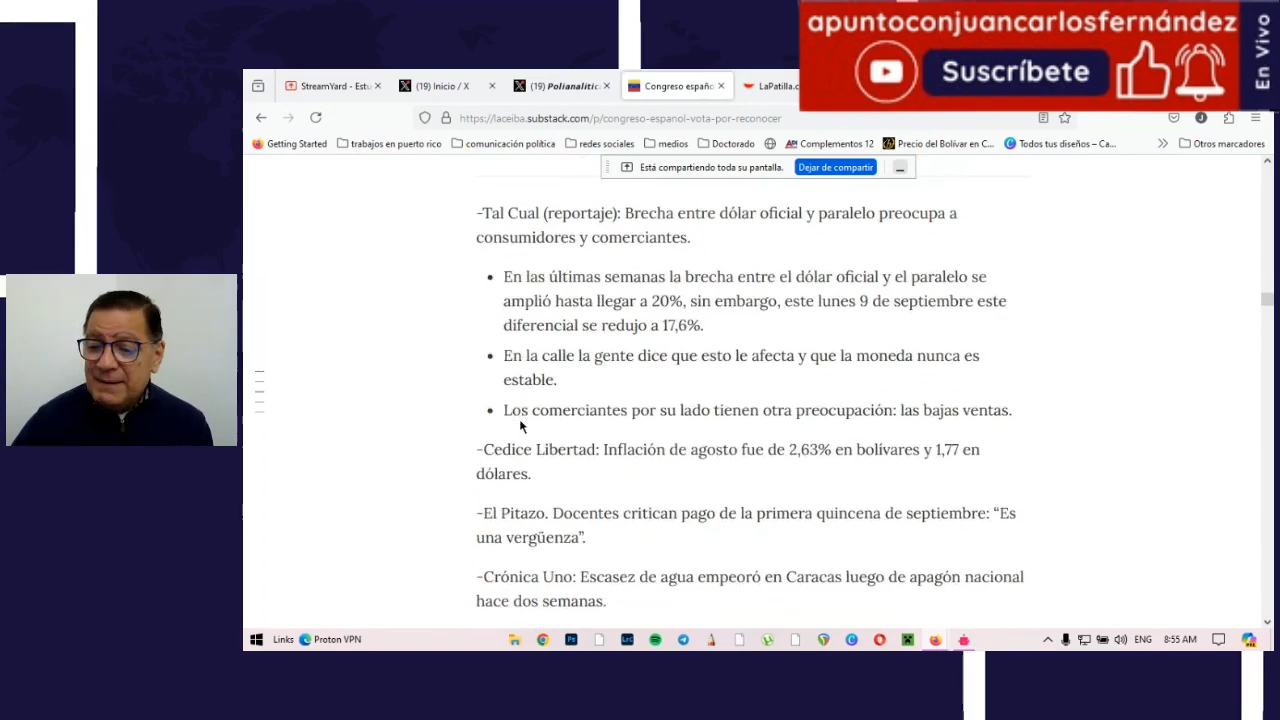 apuntoconjuancarlosfernández
Suscríbete
En Vivo
StreamYard - Estu
(19) Inicio / X
(19) Polianalitica
Congreso españo
LaPatilla.c
https://laceiba.substack.com/p/congreso-espanol-vota-por-reconocer
Getting Started
trabajos en puerto rico
comunicación política
redes sociales
medios
Doctorado
Complementos 12
Precio del Bolívar en C...
Todos tus diseños – Ca...
Otros marcadores
Está compartiendo toda su pantalla.
Dejar de compartir
-Tal Cual (reportaje): Brecha entre dólar oficial y paralelo preocupa a
consumidores y comerciantes.
En las últimas semanas la brecha entre el dólar oficial y el paralelo se
amplió hasta llegar a 20%, sin embargo, este lunes 9 de septiembre este
diferencial se redujo a 17,6%.
En la calle la gente dice que esto le afecta y que la moneda nunca es
estable.
Los comerciantes por su lado tienen otra preocupación: las bajas ventas.
-Cedice Libertad: Inflación de agosto fue de 2,63% en bolívares y 1,77 en
dólares.
-El Pitazo. Docentes critican pago de la primera quincena de septiembre: “Es
una vergüenza”.
-Crónica Uno: Escasez de agua empeoró en Caracas luego de apagón nacional
hace dos semanas.
Links
Proton VPN
ENG
8:55 AM